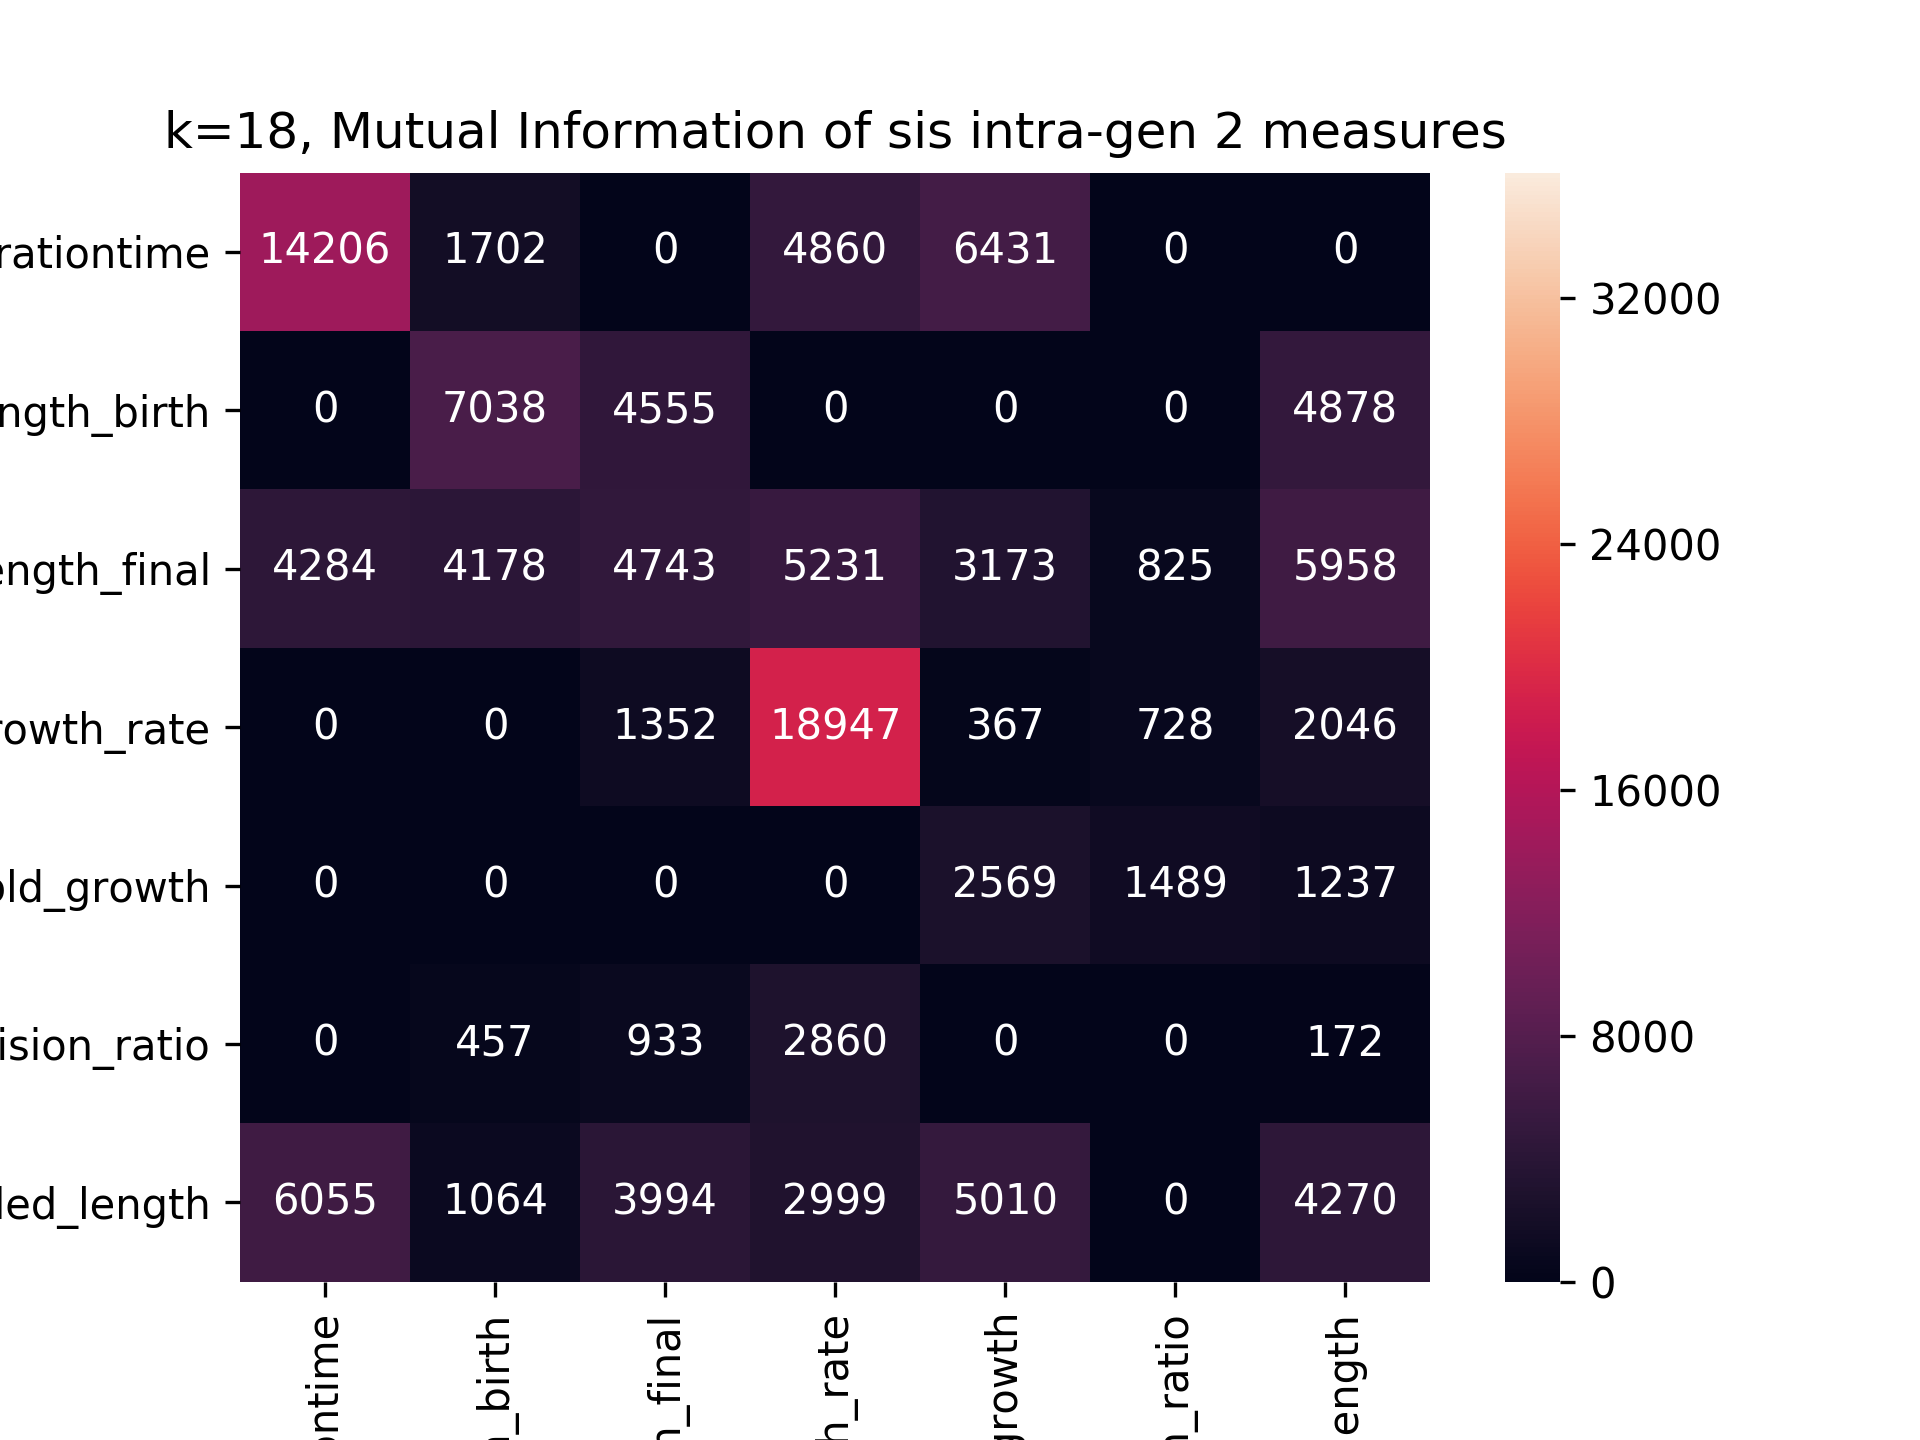 k=18, Mutual Information of sis intra-gen 2 measures
rationtime 14206 1702 0 4860 6431 0 0
ngth_birth 0 7038 4555 0 0 0 4878
ength_final 4284 4178 4743 5231 3173 825 5958
owth_rate 0 0 1352 18947 367 728 2046
old_growth 0 0 0 0 2569 1489 1237
ision_ratio 0 457 933 2860 0 0 172
led_length 6055 1064 3994 2999 5010 0 4270
ontime _birth _final h_rate growth _ratio ength
32000
24000
16000
8000
0